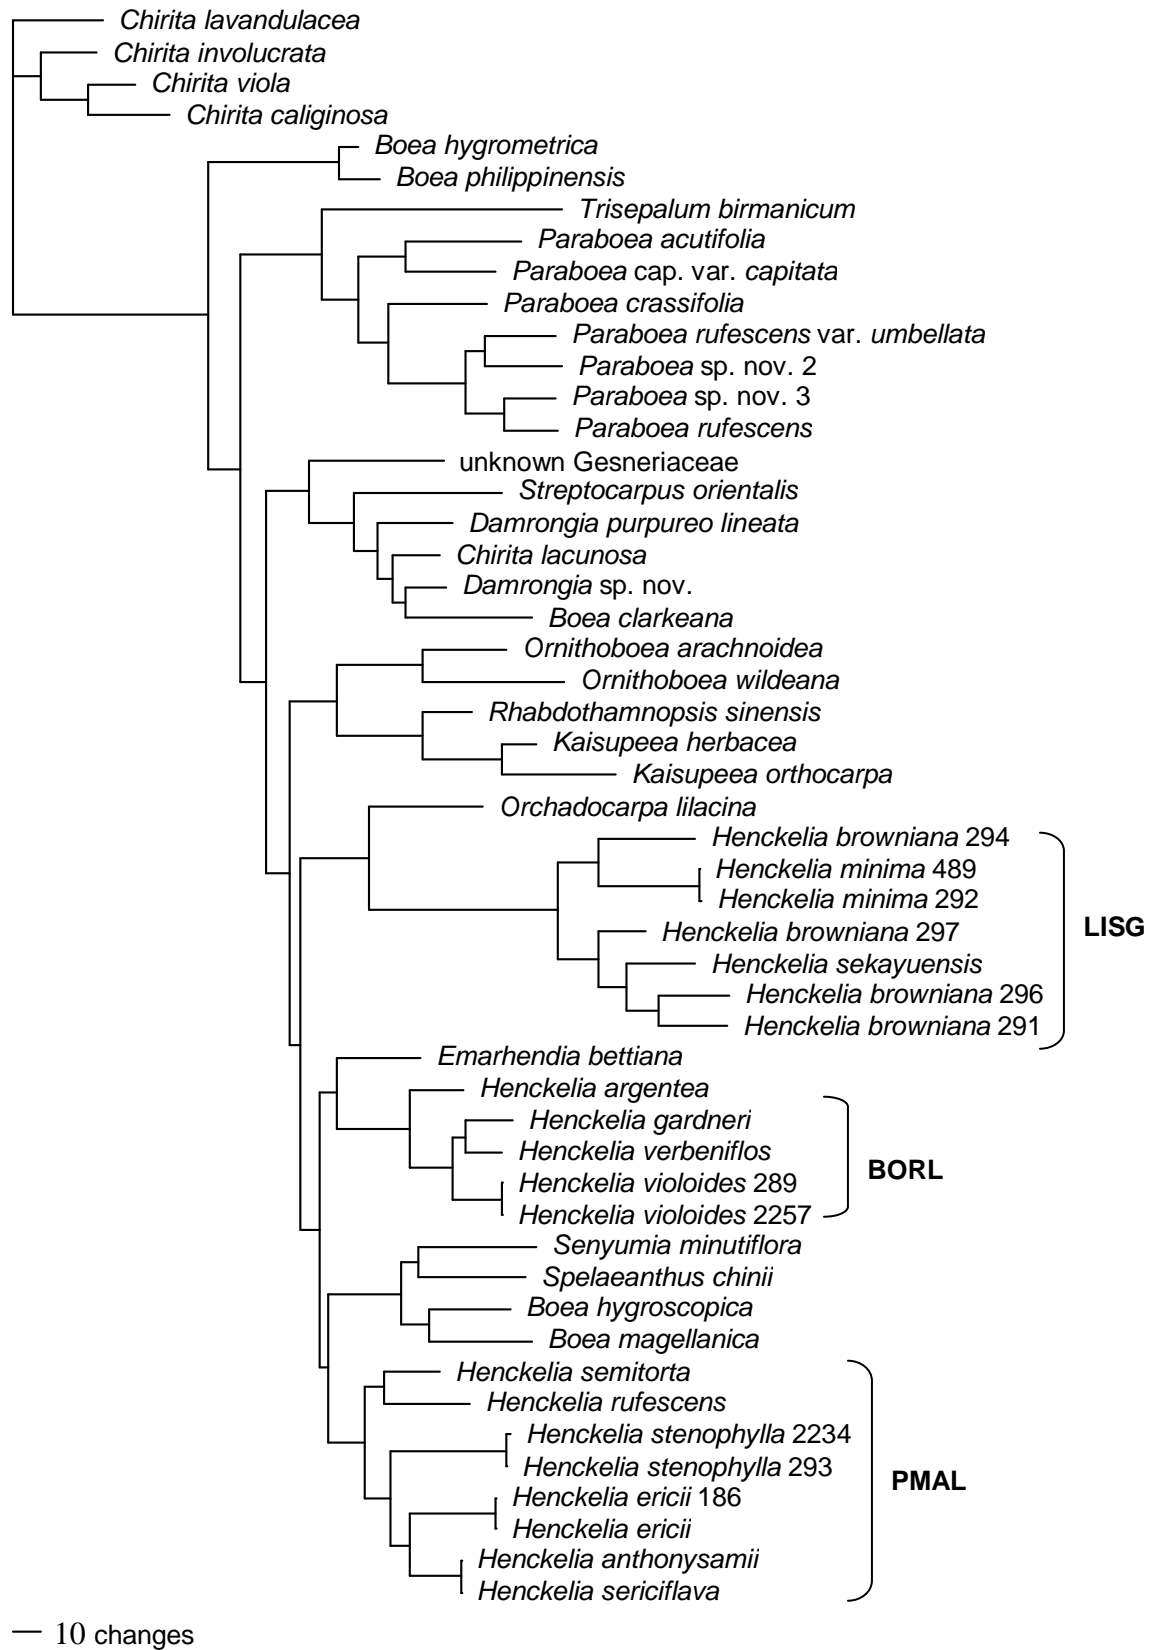 Chirita lavandulacea
Chirita involucrata
Chirita viola
Chirita caliginosa
Boea hygrometrica
Boea philippinensis
Trisepalum birmanicum
Paraboea acutifolia
Paraboea cap. var. capitata
Paraboea crassifolia
Paraboea rufescens var. umbellata
Paraboea sp. nov. 2
Paraboea sp. nov. 3
Paraboea rufescens
unknown Gesneriaceae
Streptocarpus orientalis
Damrongia purpureo lineata
Chirita lacunosa
Damrongia sp. nov.
Boea clarkeana
Ornithoboea arachnoidea
Ornithoboea wildeana
Rhabdothamnopsis sinensis
Kaisupeea herbacea
Kaisupeea orthocarpa
Orchadocarpa lilacina
Henckelia browniana 294
Henckelia minima 489
Henckelia minima 292
Henckelia browniana 297
LISG
Henckelia sekayuensis
Henckelia browniana 296
Henckelia browniana 291
Emarhendia bettiana
Henckelia argentea
Henckelia gardneri
Henckelia verbeniflos
BORL
Henckelia violoides 289
Henckelia violoides 2257
Senyumia minutiflora
Spelaeanthus chinii
Boea hygroscopica
Boea magellanica
Henckelia semitorta
Henckelia rufescens
Henckelia stenophylla 2234
Henckelia stenophylla 293
PMAL
Henckelia ericii 186
Henckelia ericii
Henckelia anthonysamii
Henckelia sericiflava
10 changes